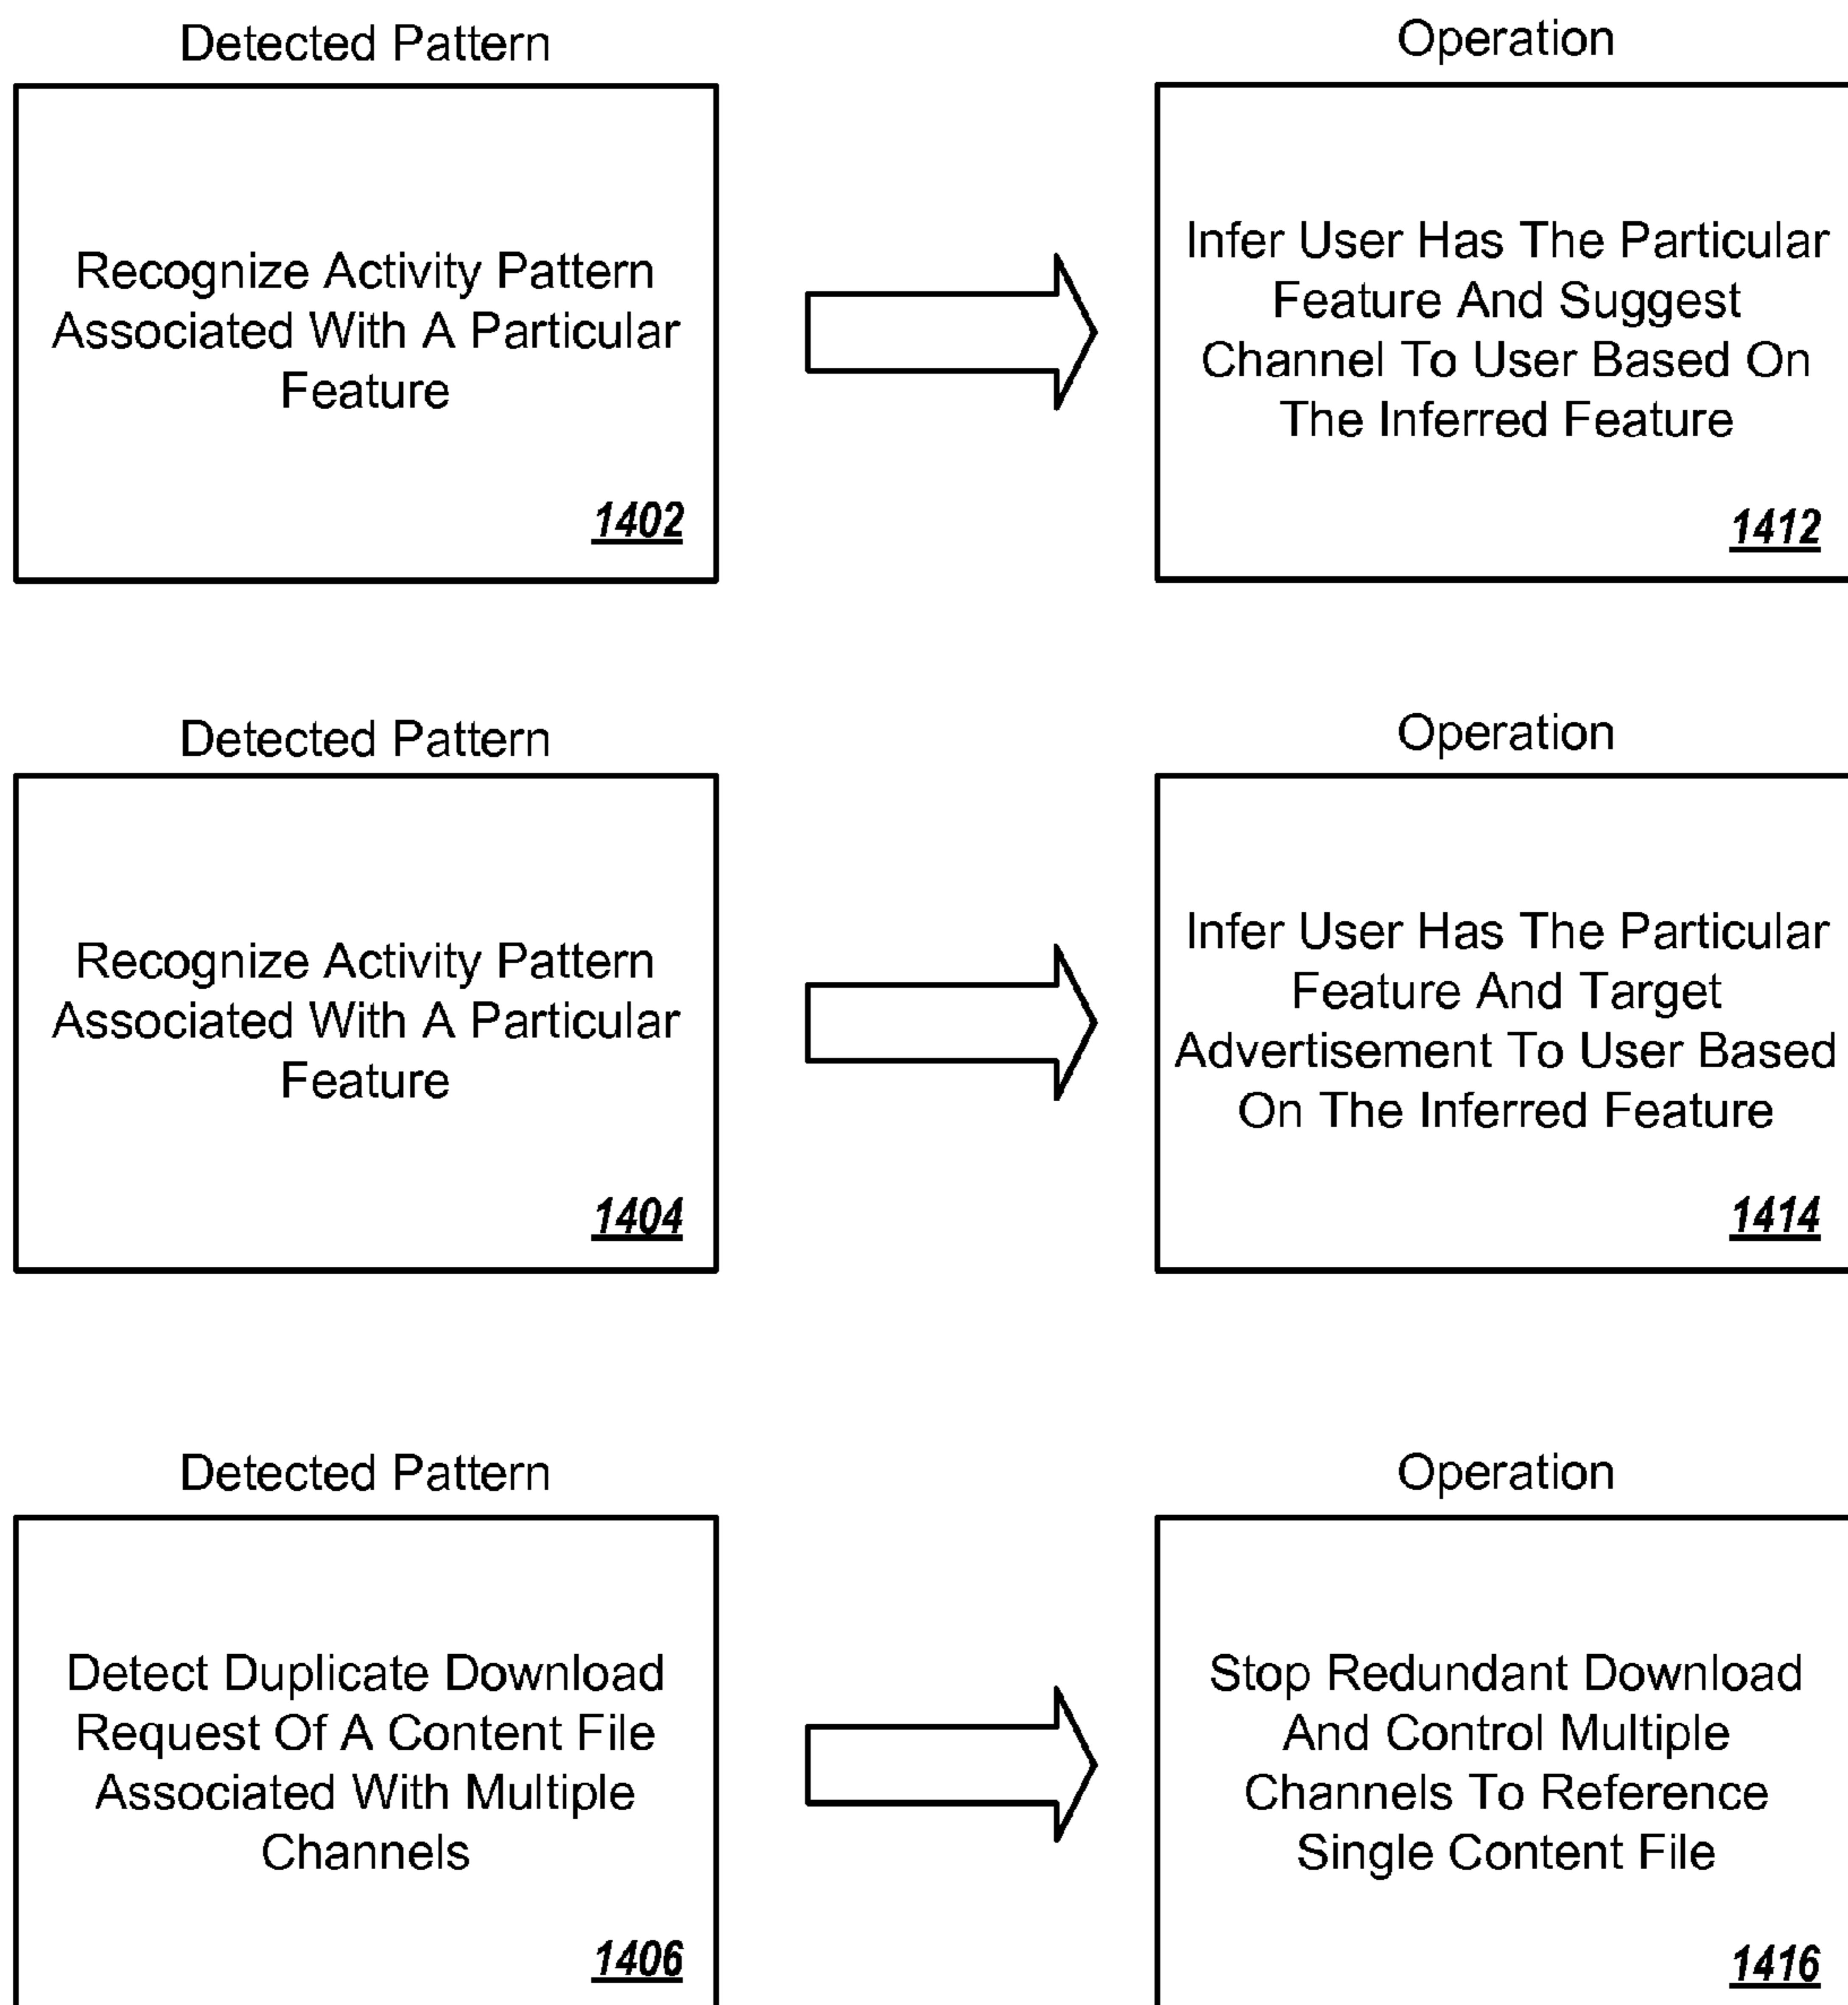 Detected Pattern
Operation
Recognize Activity Pattern
Associated With A Particular
Feature
1402
Infer User Has The Particular
Feature And Suggest
Channel To User Based On
The Inferred Feature
1412
Detected Pattern
Operation
Recognize Activity Pattern
Associated With A Particular
Feature
1404
Infer User Has The Particular
Feature And Target
Advertisement To User Based
On The Inferred Feature
1414
Detected Pattern
Operation
Detect Duplicate Download
Request Of A Content File
Associated With Multiple
Channels
1406
Stop Redundant Download
And Control Multiple
Channels To Reference
Single Content File
1416